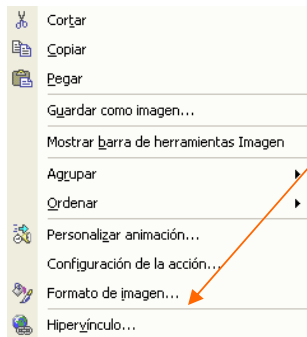 Cortar
Copiar
Pegar
Guardar como imagen...
Mostrar barra de herramientas Imagen
Agrupar
Ordenar
Personalizar animación...
Configuración de la acción...
Formato de imagen...
Hipervínculo...